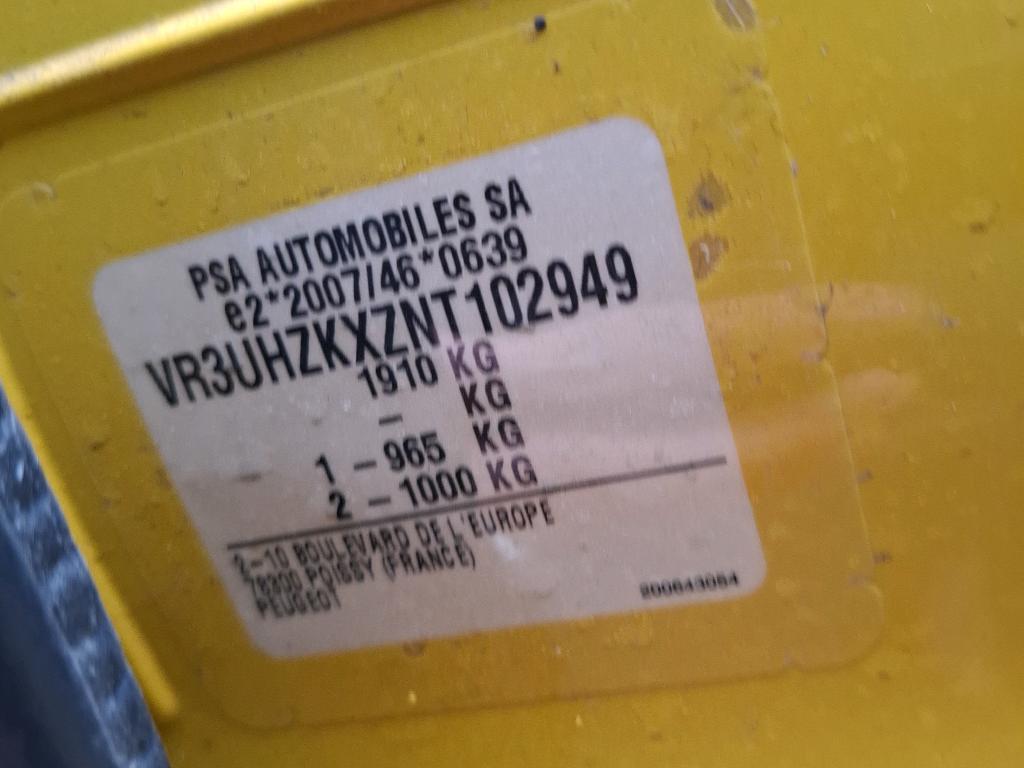 PSA AUTOMOBILES SA
e2*2007/46*0639
VR3UHZKXZNT102949
1910 KG
- KG
1 - 965 KG
2 - 1000 KG
2-10 BOULEVARD DE L'EUROPE
78300 POISSY (FRANCE)
PEUGEOT
200643054